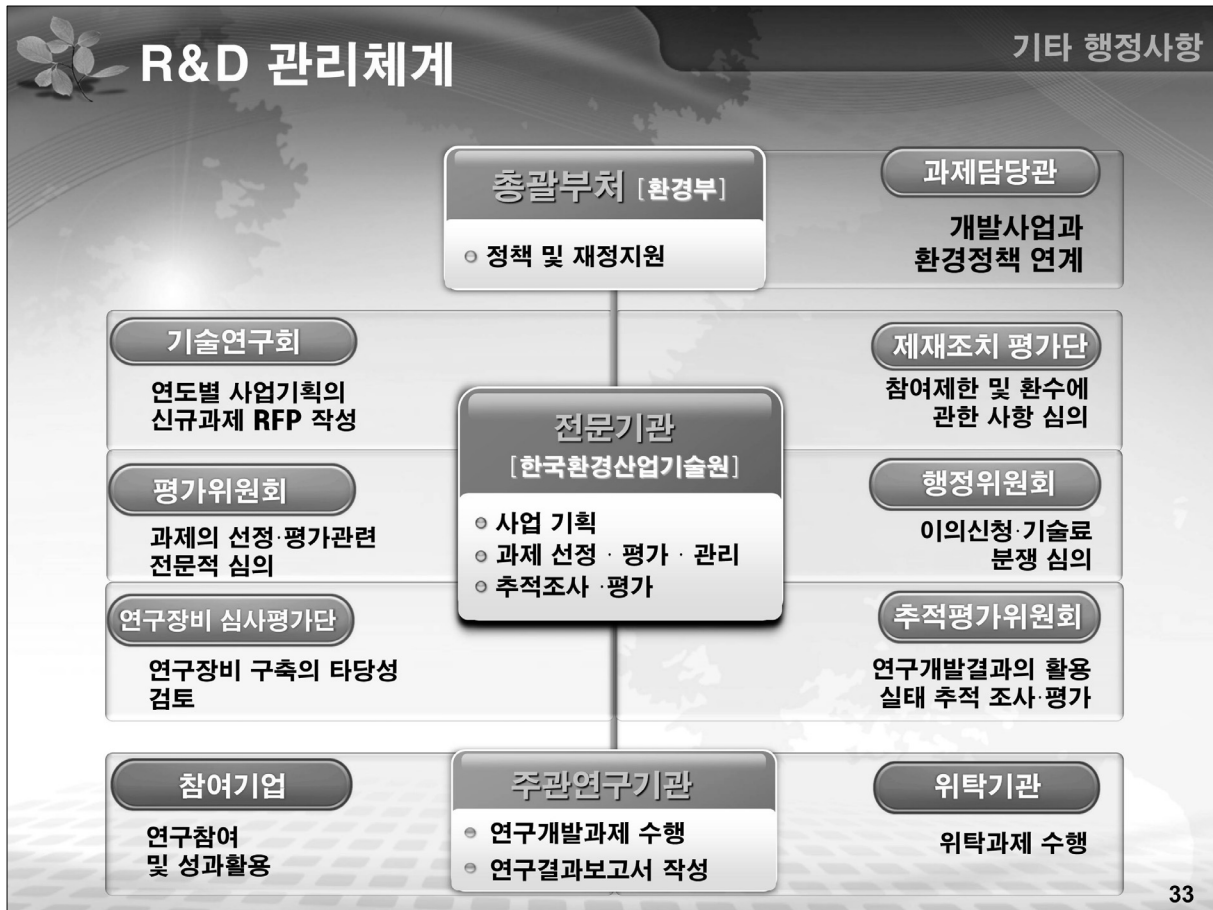 R&D 관리체계
기타 행정사항
총괄부처 [환경부]
정책 및 재정지원
과제담당관
개발사업과
환경정책 연계
기술연구회
연도별 사업기획의
신규과제 RFP 작성
제재조치 평가단
참여제한 및 환수에
관한 사항 심의
전문기관
[한국환경산업기술원]
사업 기획
과제 선정 · 평가 · 관리
추적조사 ·평가
평가위원회
과제의 선정·평가관련
전문적 심의
행정위원회
이의신청·기술료
분쟁 심의
연구장비 심사평가단
연구장비 구축의 타당성
검토
추적평가위원회
연구개발결과의 활용
실태 추적 조사·평가
참여기업
연구참여
및 성과활용
주관연구기관
연구개발과제 수행
연구결과보고서 작성
위탁기관
위탁과제 수행
33